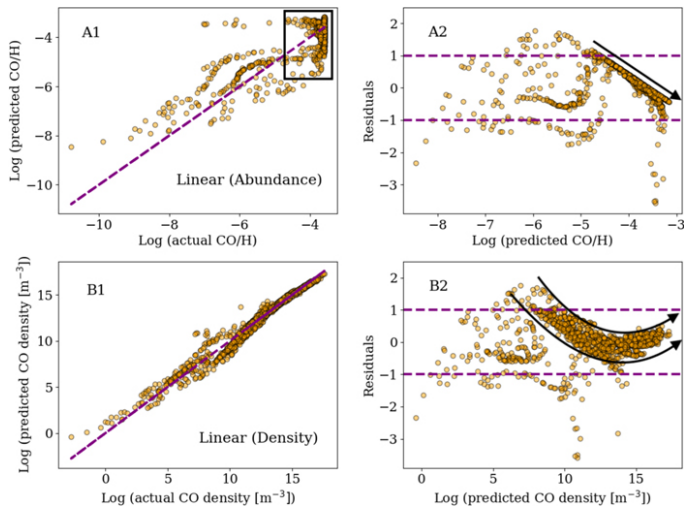 A1
Log (predicted CO/H)
−4
−6
−8
−10
Linear (Abundance)
−10 −8 −6 −4
Log (actual CO/H)
A2
Residuals
2
1
0
−1
−2
−3
−8 −7 −6 −5 −4 −3
Log (predicted CO/H)
B1
Log (predicted CO density [m⁻³])
15
10
5
0
Linear (Density)
0 5 10 15
Log (actual CO density [m⁻³])
B2
Residuals
2
1
0
−1
−2
−3
0 5 10 15
Log (predicted CO density [m⁻³])